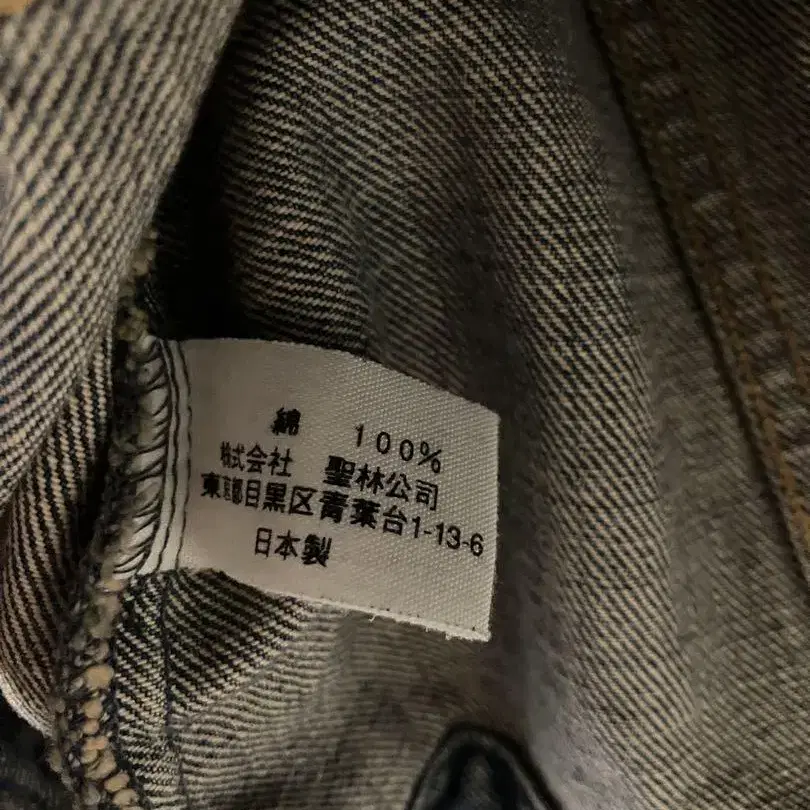 綿 100%
株式会社 聖林公司
東京都目黒区青葉台1-13-6
日本製